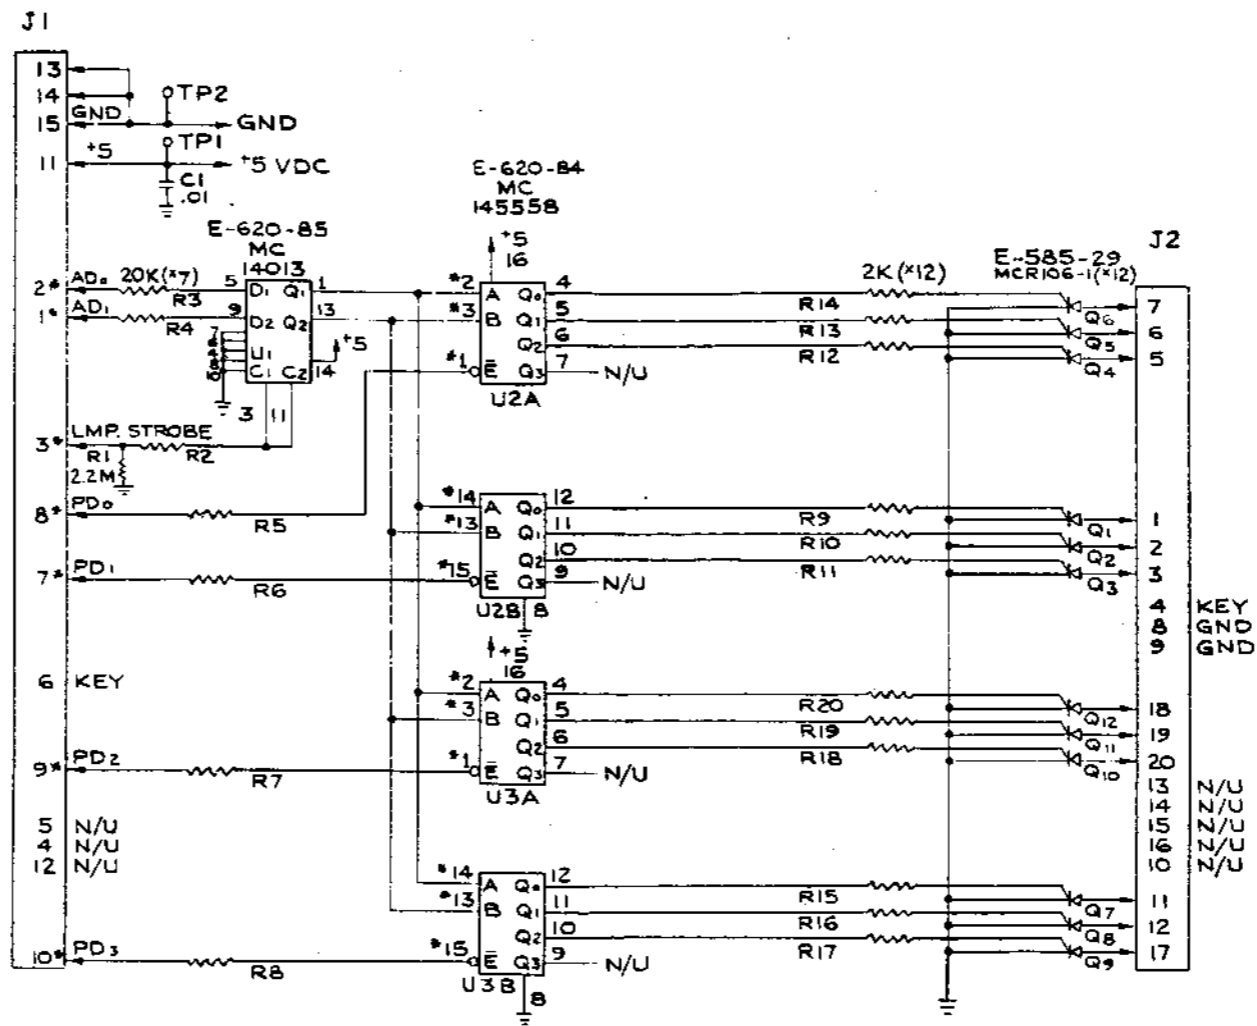 J1
13
14
GND
15
TP2
GND
TP1
+5
11
+5 VDC
C1
.01
E-620-84
MC
145558
+5
16
E-620-85
MC
14013
J2
E-585-29
MCR106-1(*12)
2* AD0 20K(*7) R3 5 D1 Q1 1
1* AD1 R4 9 D2 Q2 13
7
U1
C1 C2
+5
14
3 11
*2 A Q0 4 R14 2K(*12) Q6 7
*3 B Q1 5 R13 Q5 6
Q2 6 R12 Q4 5
*1 E Q3 7 N/U
U2A
3* LMP. STROBE
R1 R2
2.2M
8* PD0 R5
*14 A Q0 12 R9 Q1 1
*13 B Q1 11 R10 Q2 2
Q2 10 R11 Q3 3
7* PD1 R6 *15 E Q3 9 N/U
U2B 8
4 KEY
8 GND
9 GND
+5
16
6 KEY
*2 A Q0 4 R20 Q12 18
*3 B Q1 5 R19 Q11 19
Q2 6 R18 Q10 20
9* PD2 R7 *1 E Q3 7 N/U
U3A
13 N/U
14 N/U
15 N/U
16 N/U
10 N/U
5 N/U
4 N/U
12 N/U
*14 A Q0 12 R15 Q7 11
*13 B Q1 11 R16 Q8 12
Q2 10 R17 Q9 17
10* PD3 R8 *15 E Q3 9 N/U
U3B 8